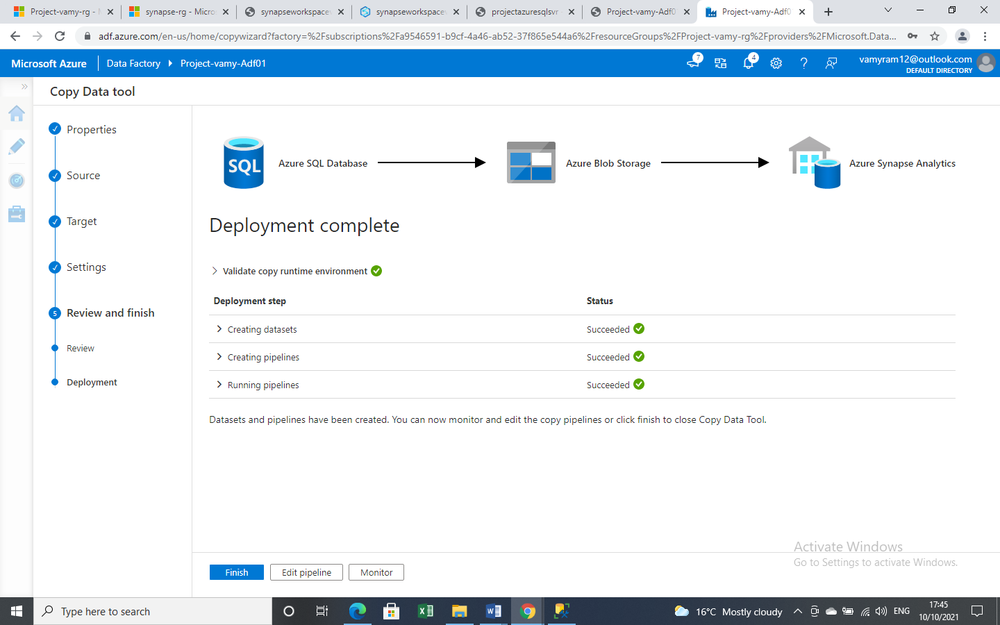 Project-vamy-rg - M
synapse-rg - Micros
synapseworkspace
synapseworkspace
projectazuresqlsvr
Project-vamy-Adf0
Project-vamy-Adf0
adf.azure.com/en-us/home/copywizard?factory=%2Fsubscriptions%2Fa9546591-b9cf-4a46-ab52-37f865e544a6%2FresourceGroups%2FProject-vamy-rg%2Fproviders%2FMicrosoft.Data...
Microsoft Azure
Data Factory
Project-vamy-Adf01
7
4
vamyram12@outlook.com
DEFAULT DIRECTORY
Copy Data tool
Properties
Source
Target
Settings
5
Review and finish
Review
Deployment
SQL
Azure SQL Database
Azure Blob Storage
Azure Synapse Analytics
Deployment complete
Validate copy runtime environment
Deployment step
Status
Creating datasets
Succeeded
Creating pipelines
Succeeded
Running pipelines
Succeeded
Datasets and pipelines have been created. You can now monitor and edit the copy pipelines or click finish to close Copy Data Tool.
Activate Windows
Go to Settings to activate Windows.
Finish
Edit pipeline
Monitor
Type here to search
16°C Mostly cloudy
ENG
17:45
10/10/2021